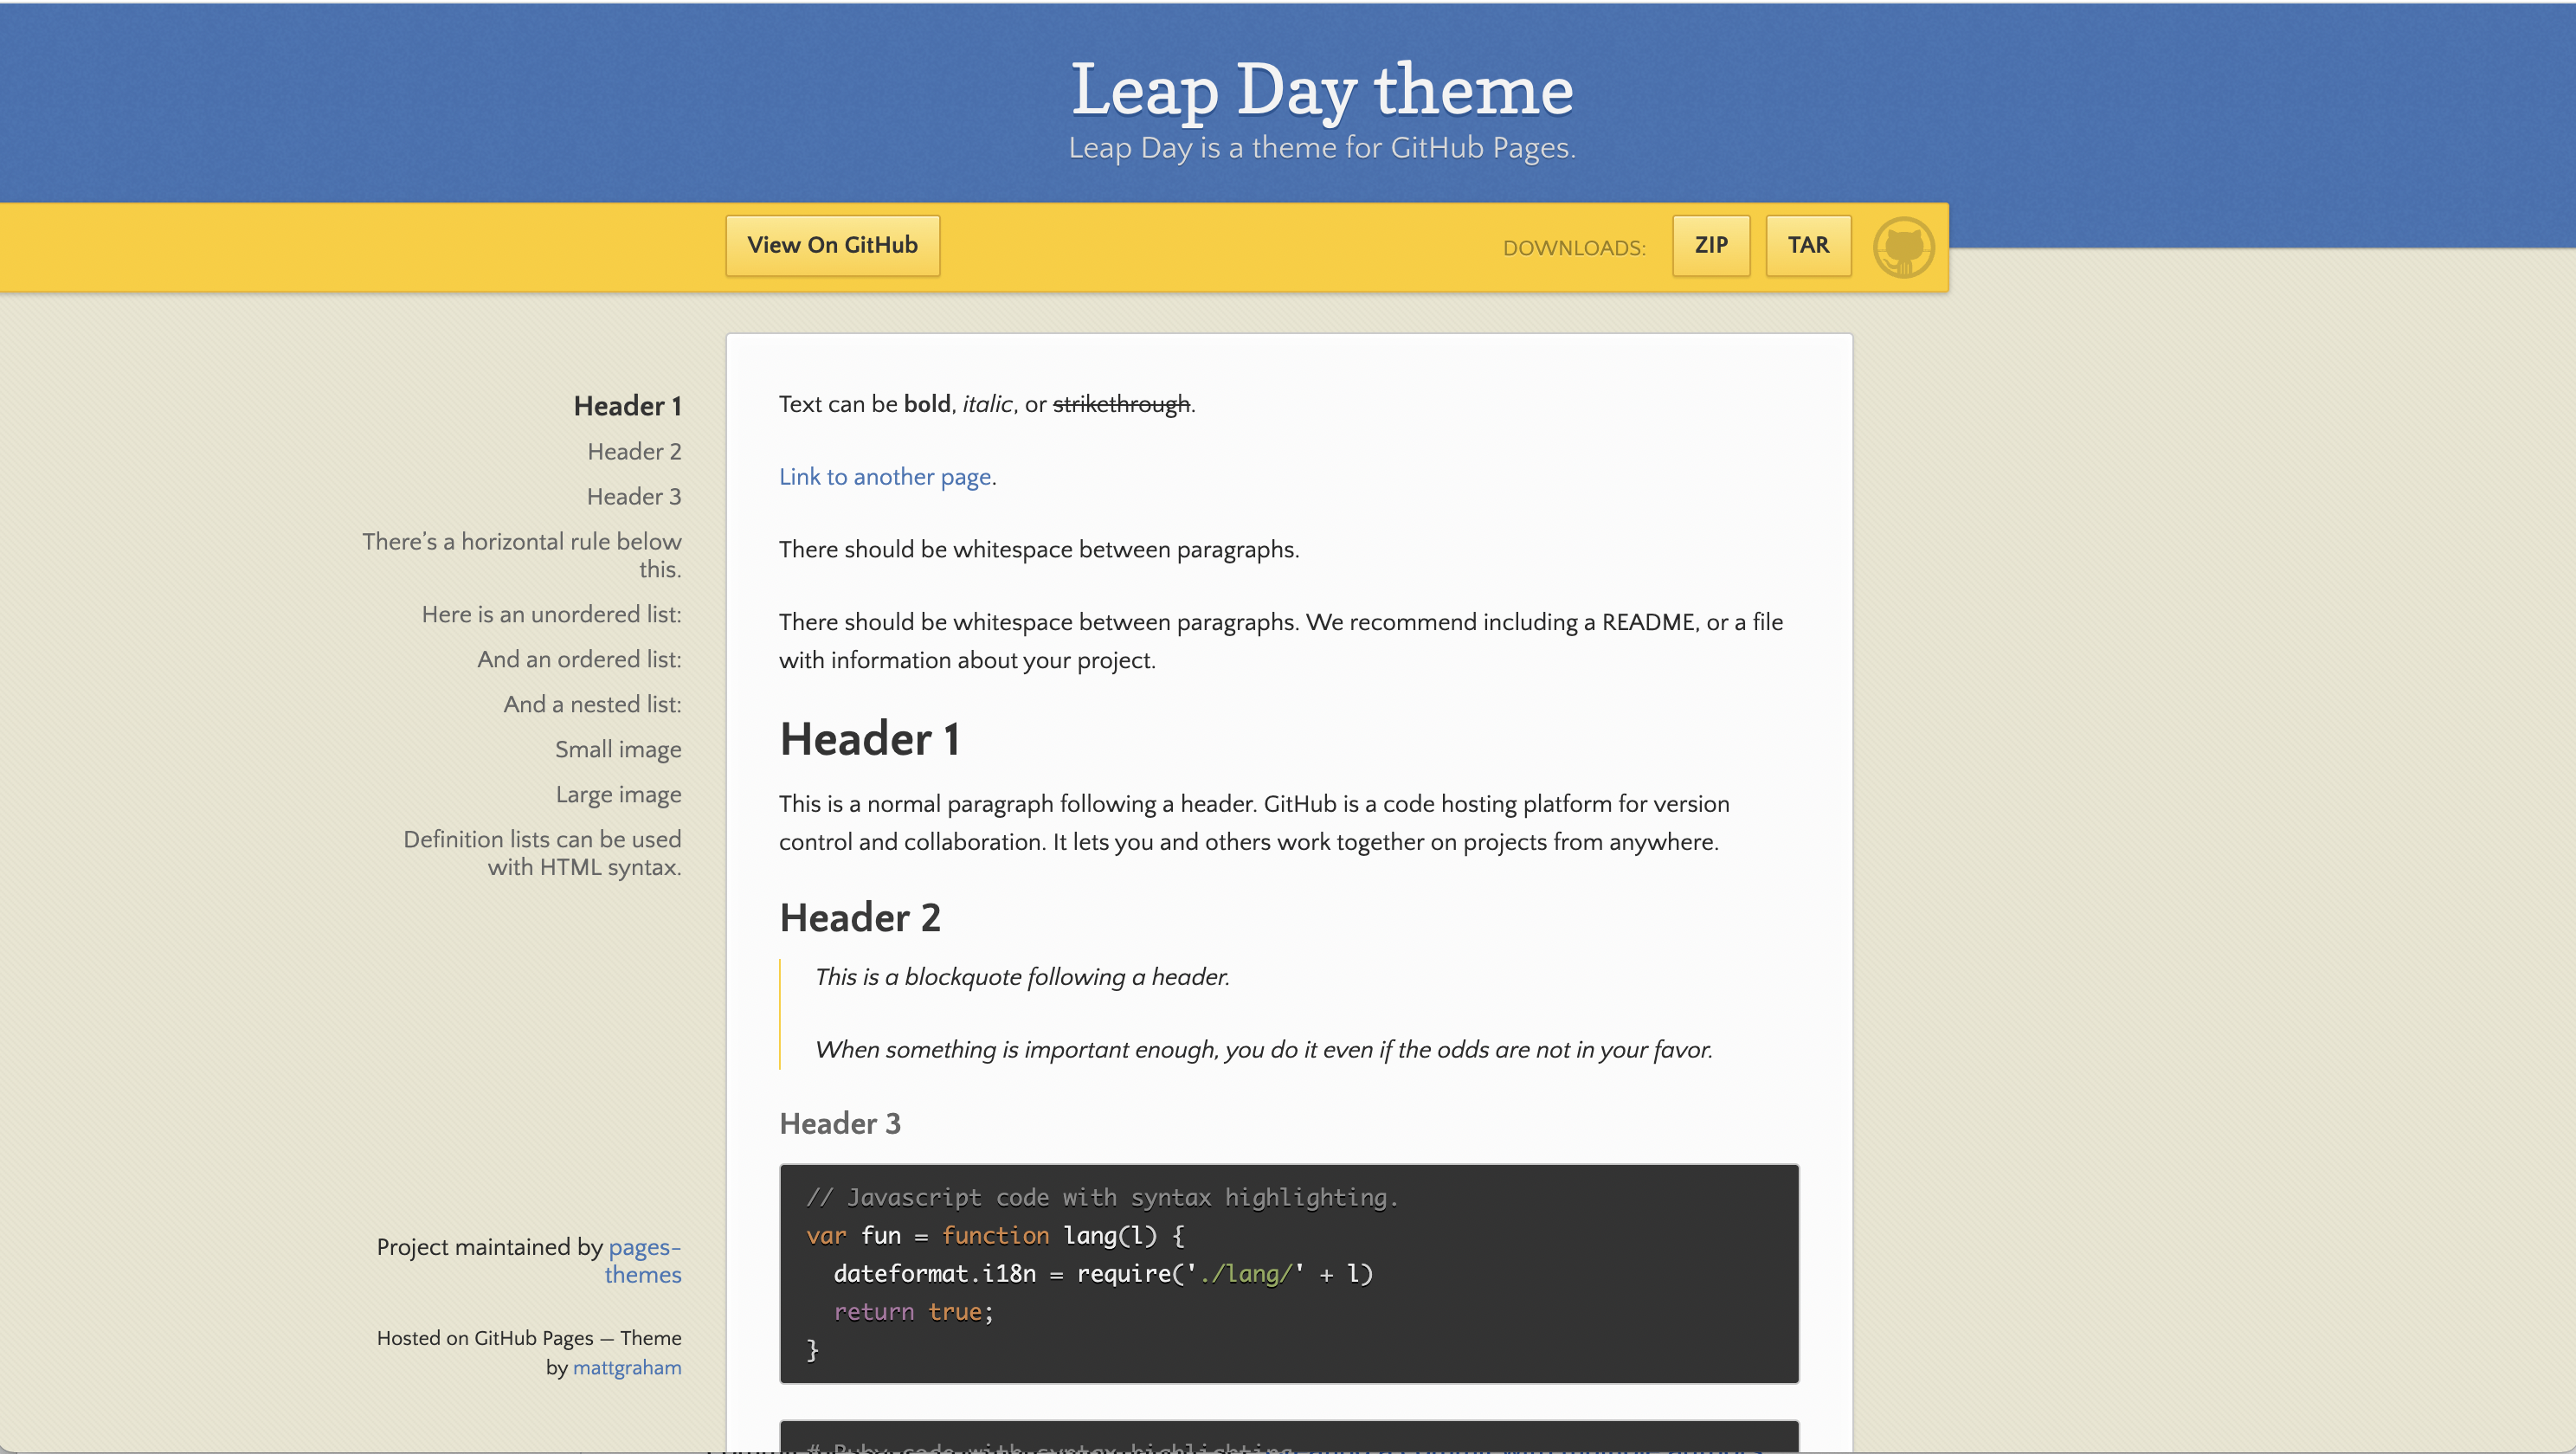 Leap Day theme
Leap Day is a theme for GitHub Pages.
View On GitHub
DOWNLOADS:
ZIP
TAR
Header 1
Header 2
Header 3
There’s a horizontal rule below
this.
Here is an unordered list:
And an ordered list:
And a nested list:
Small image
Large image
Definition lists can be used
with HTML syntax.
Project maintained by pages-
themes
Hosted on GitHub Pages — Theme
by mattgraham
Text can be bold, italic, or strikethrough.
Link to another page.
There should be whitespace between paragraphs.
There should be whitespace between paragraphs. We recommend including a README, or a file
with information about your project.
Header 1
This is a normal paragraph following a header. GitHub is a code hosting platform for version
control and collaboration. It lets you and others work together on projects from anywhere.
Header 2
This is a blockquote following a header.
When something is important enough, you do it even if the odds are not in your favor.
Header 3
// Javascript code with syntax highlighting.
var fun = function lang(l) {
  dateformat.i18n = require('./lang/' + l)
  return true;
}
# Ruby code with syntax highlighting